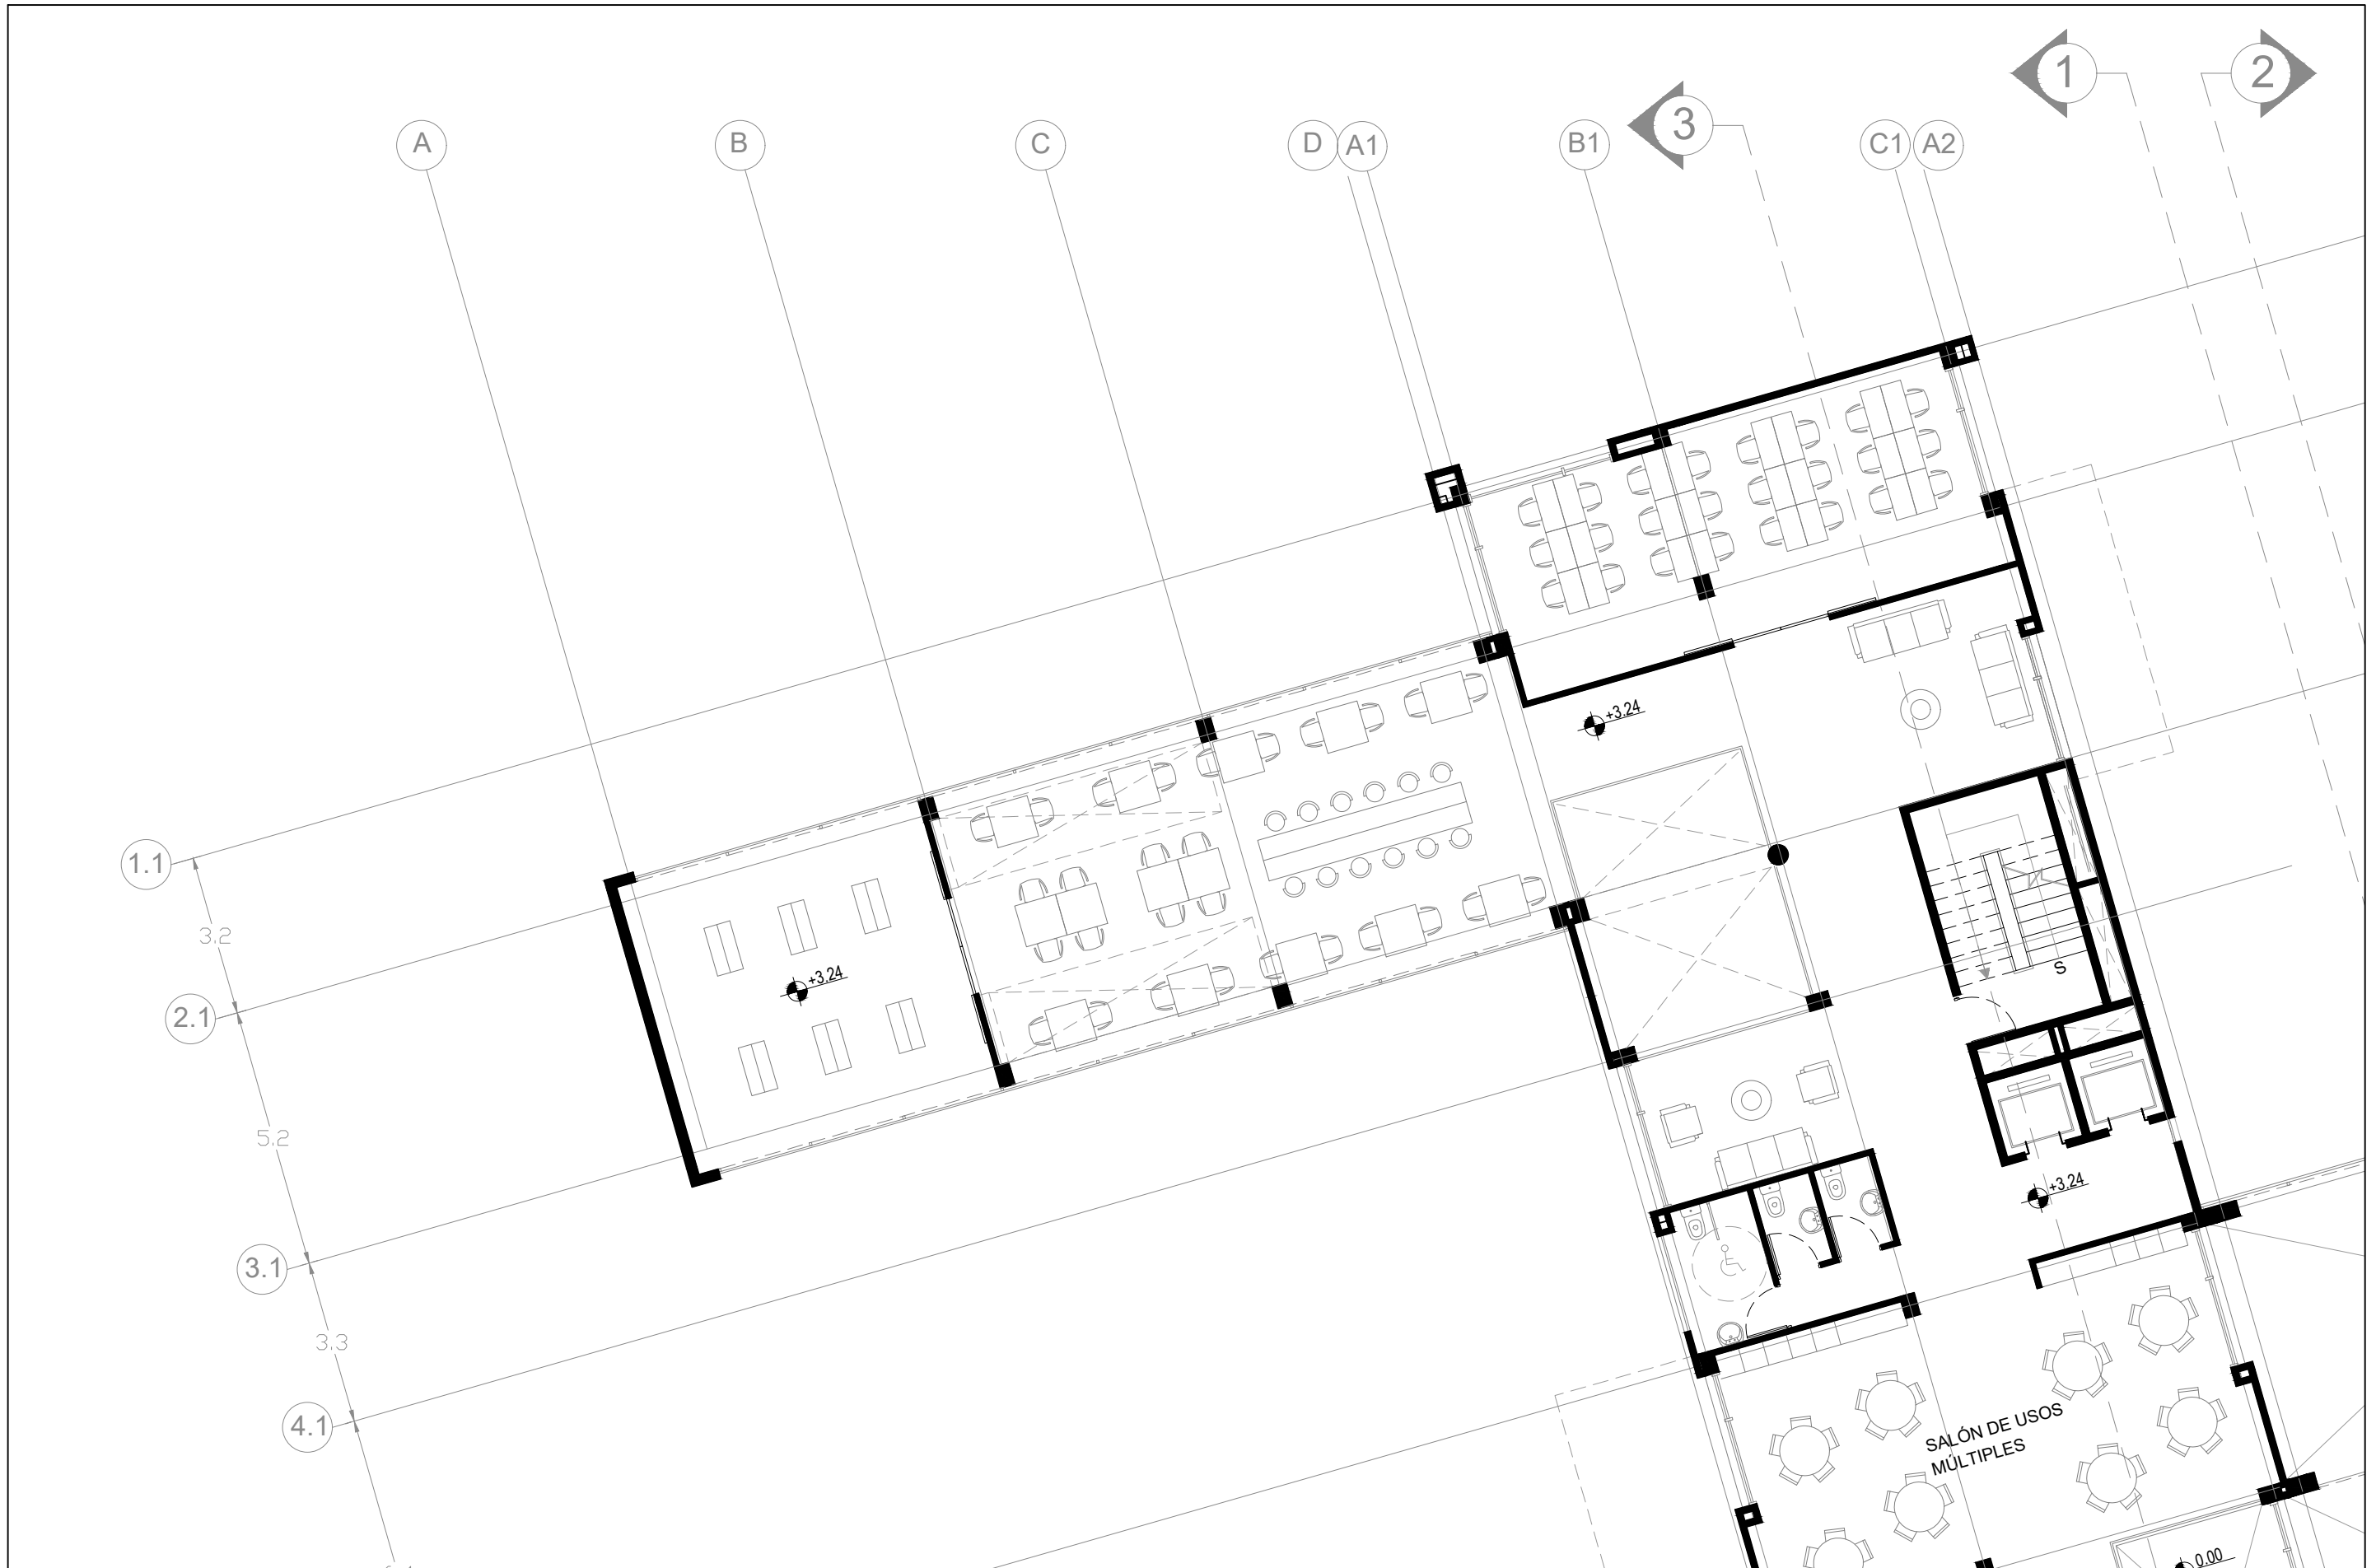 1
2
3
A
B
C
D
A1
B1
C1
A2
+3.24
1.1
3.2
+3.24
2.1
S
5.2
+3.24
3.1
3.3
4.1
SALÓN DE USOS
MÚLTIPLES
0.00